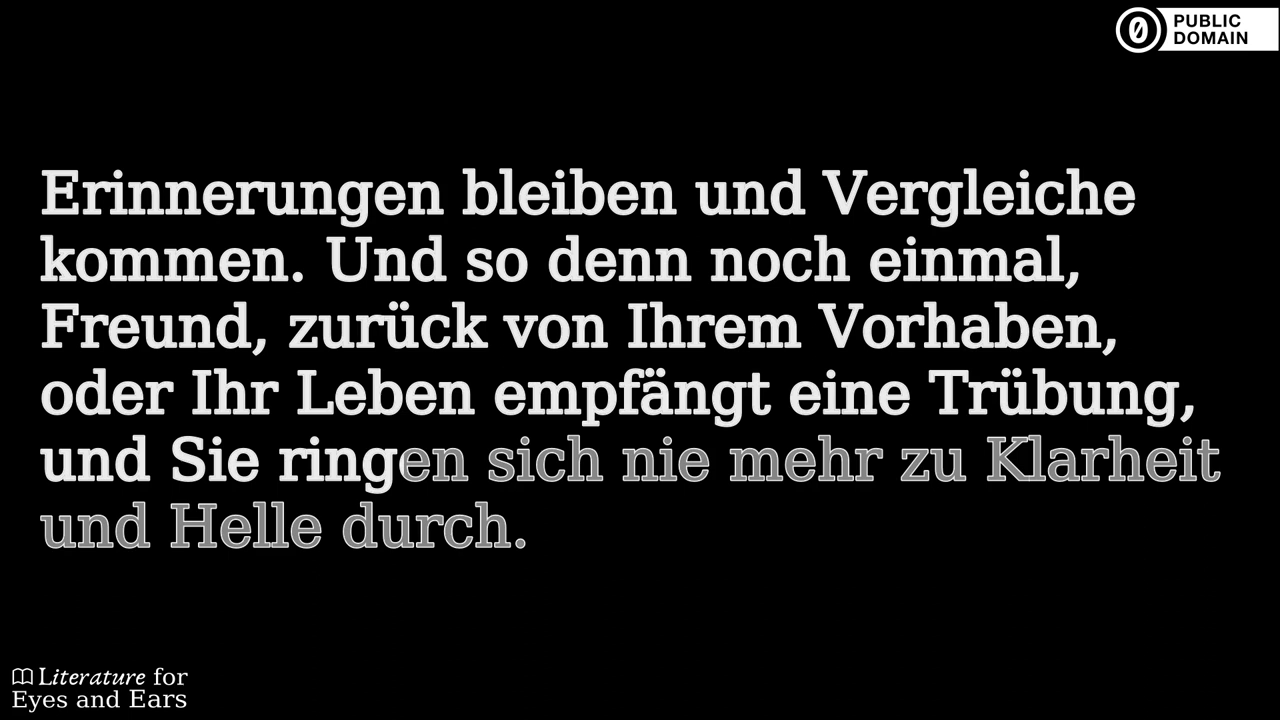 PUBLIC
DOMAIN
Erinnerungen bleiben und Vergleiche
kommen. Und so denn noch einmal,
Freund, zurück von Ihrem Vorhaben,
oder Ihr Leben empfängt eine Trübung,
und Sie ringen sich nie mehr zu Klarheit
und Helle durch.
Literature for
Eyes and Ears